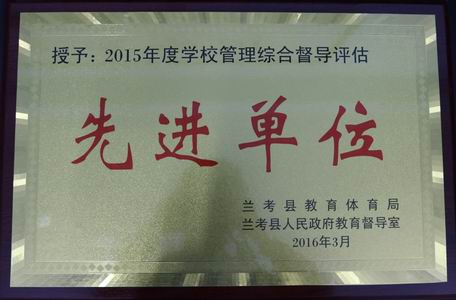 授予：2015年度学校管理综合督导评估
先进单位
兰考县教育体育局
兰考县人民政府教育督导室
2016年3月